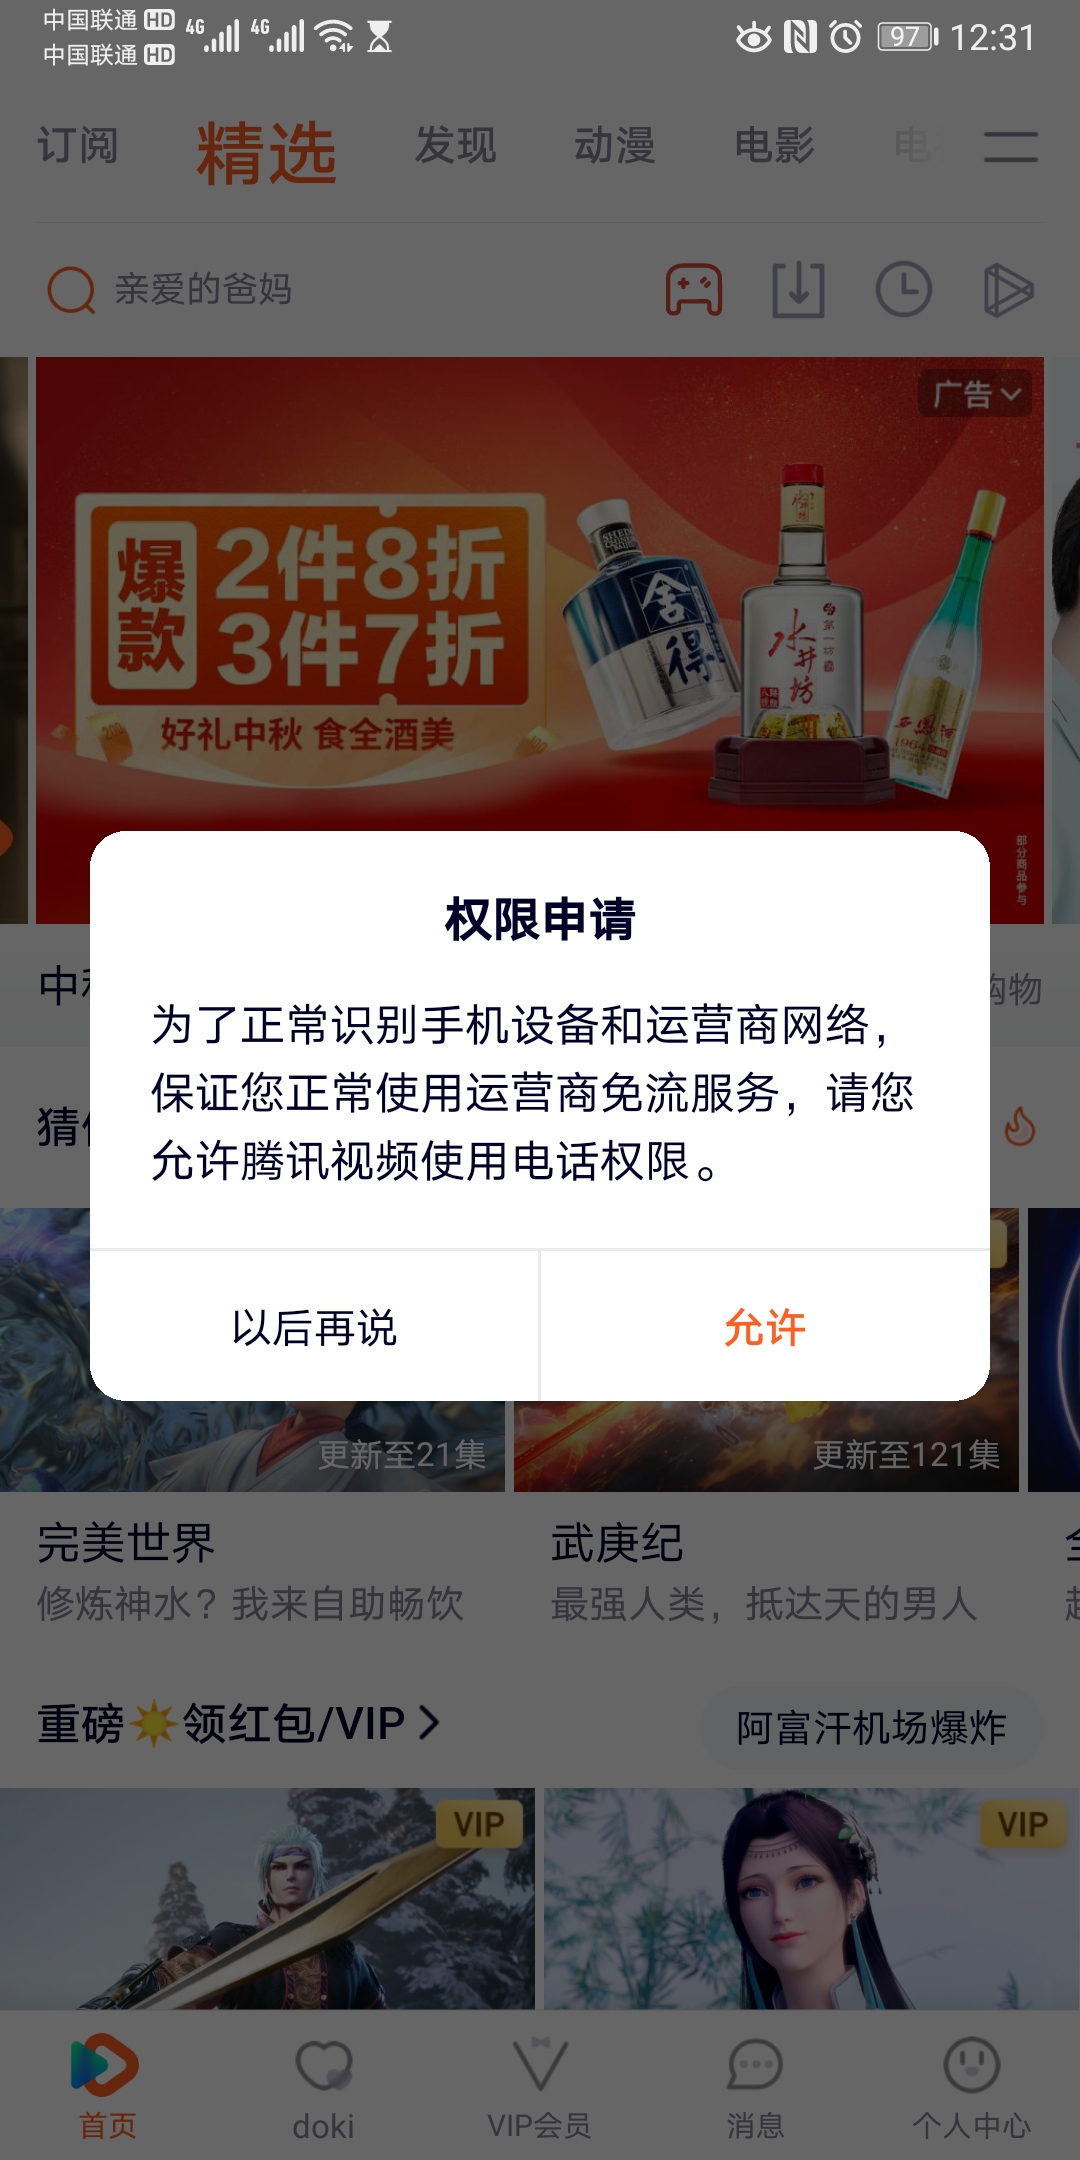 中国联通 HD
中国联通 HD
4G
4G
97
12:31
订阅
精选
发现
动漫
电影
亲爱的爸妈
广告
爆款
2件8折
3件7折
好礼中秋 食全酒美
舍得
水井坊
第一坊
1964
部分商品参与
购物
权限申请
为了正常识别手机设备和运营商网络，
保证您正常使用运营商免流服务，请您
允许腾讯视频使用电话权限。
以后再说
允许
更新至21集
更新至121集
完美世界
武庚纪
修炼神水？我来自助畅饮
最强人类，抵达天的男人
重磅☀️领红包/VIP
阿富汗机场爆炸
VIP
VIP
首页
doki
VIP会员
消息
个人中心